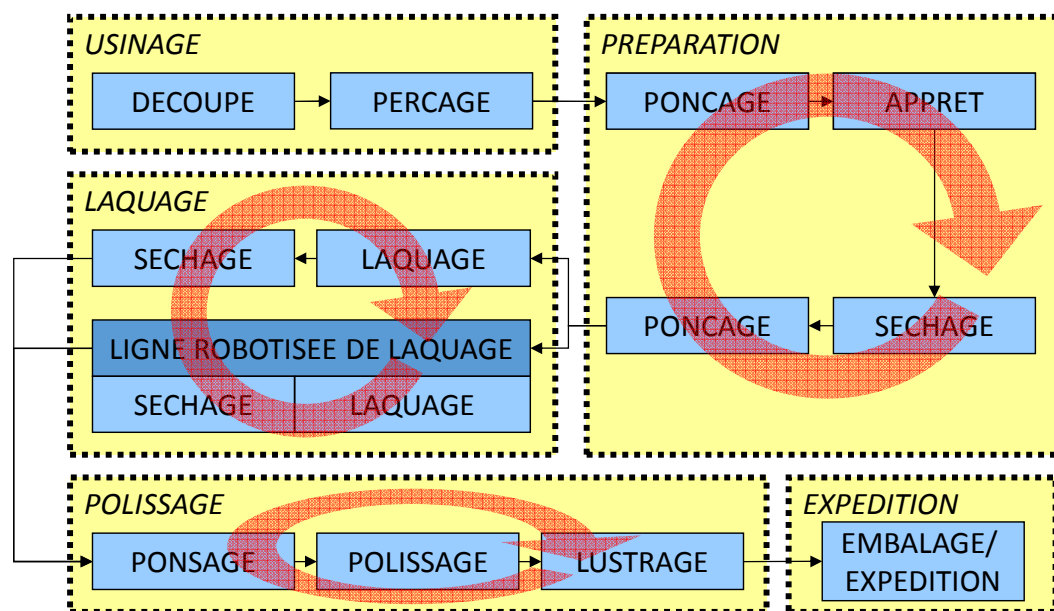 USINAGE
DECOUPE
PERCAGE
PREPARATION
PONCAGE
APPRET
SECHAGE
PONCAGE
LAQUAGE
LAQUAGE
SECHAGE
LIGNE ROBOTISEE DE LAQUAGE
SECHAGE
LAQUAGE
POLISSAGE
PONSAGE
POLISSAGE
LUSTRAGE
EXPEDITION
EMBALAGE/
EXPEDITION